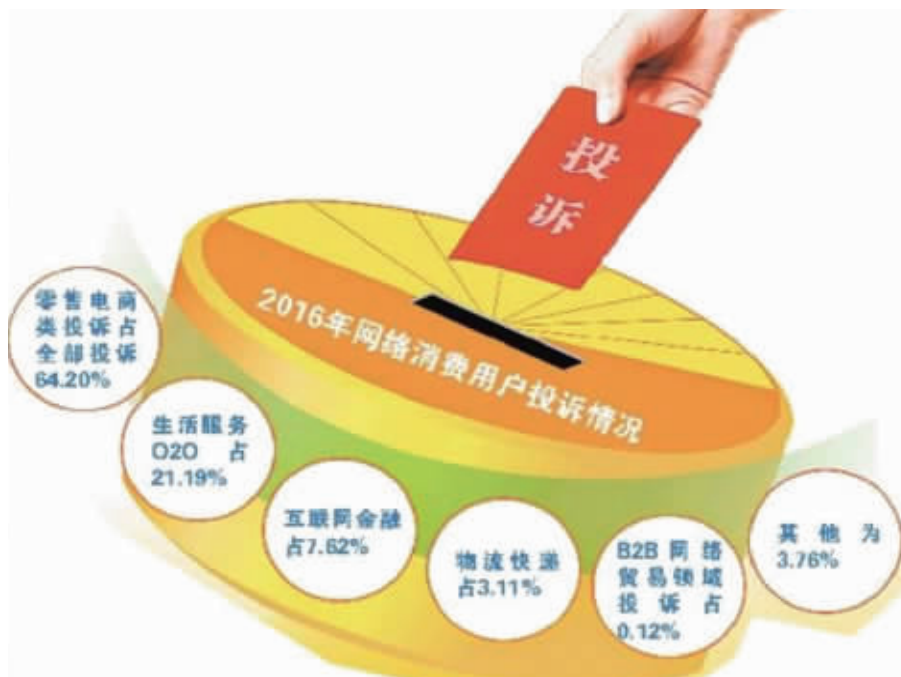 投
诉
2016年网络消费用户投诉情况
零售电商
类投诉占
全部投诉
64.20%
生活服务
O2O 占
21.19%
互联网金融
占7.62%
物流快递
占3.11%
B2B网络
贸易领域
投诉占
0.12%
其他为
3.76%